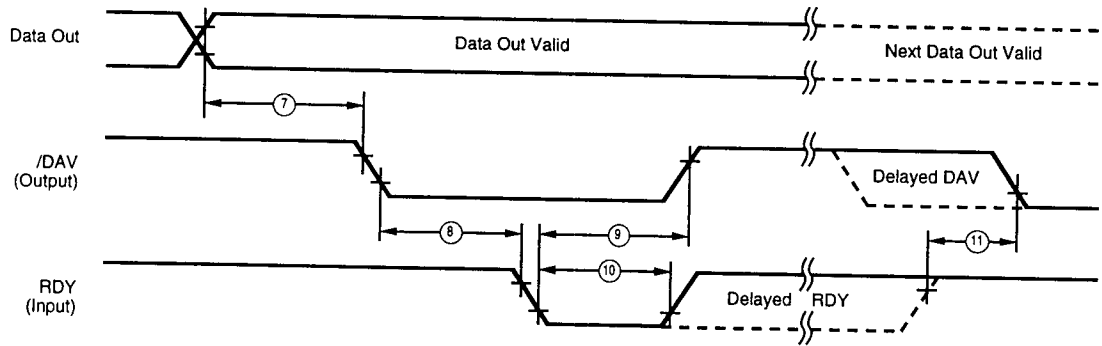 Data Out
Data Out Valid
Next Data Out Valid
7
/DAV
(Output)
Delayed DAV
8
9
11
10
RDY
(Input)
Delayed RDY